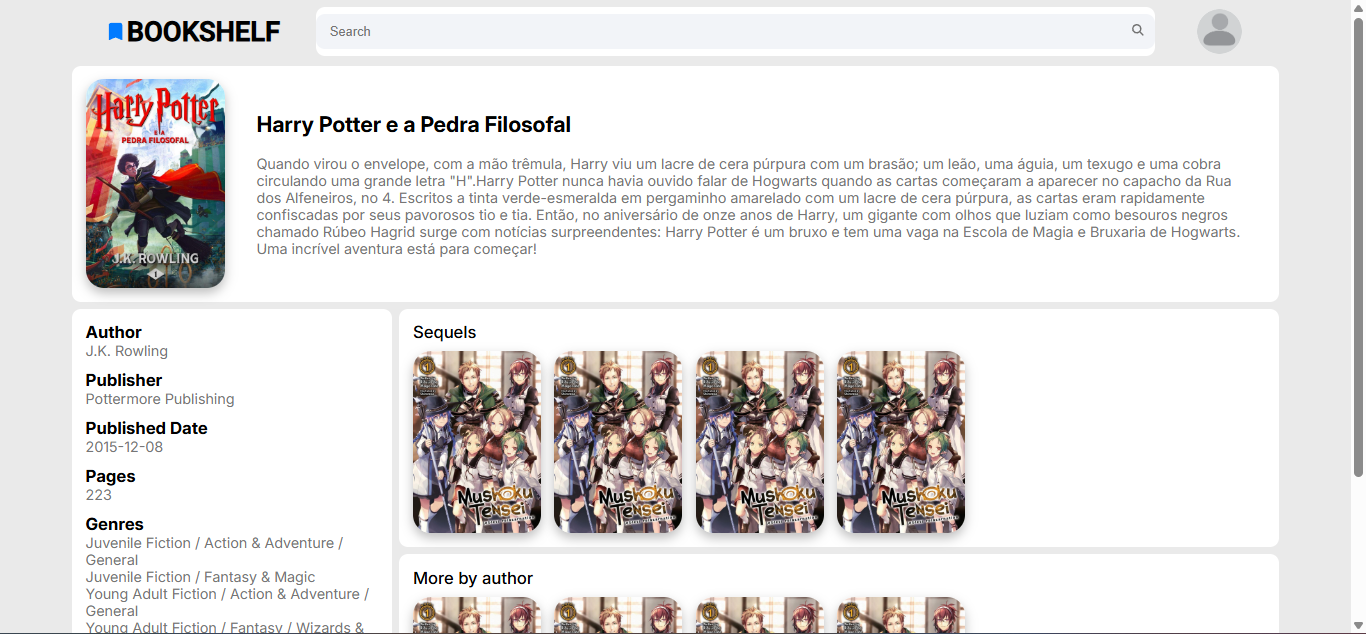 BOOKSHELF
Search
Harry Potter
E A
PEDRA FILOSOFAL
J.K. ROWLING
1
Harry Potter e a Pedra Filosofal
Quando virou o envelope, com a mão trêmula, Harry viu um lacre de cera púrpura com um brasão; um leão, uma águia, um texugo e uma cobra
circulando uma grande letra "H".Harry Potter nunca havia ouvido falar de Hogwarts quando as cartas começaram a aparecer no capacho da Rua
dos Alfeneiros, no 4. Escritos a tinta verde-esmeralda em pergaminho amarelado com um lacre de cera púrpura, as cartas eram rapidamente
confiscadas por seus pavorosos tio e tia. Então, no aniversário de onze anos de Harry, um gigante com olhos que luziam como besouros negros
chamado Rúbeo Hagrid surge com notícias surpreendentes: Harry Potter é um bruxo e tem uma vaga na Escola de Magia e Bruxaria de Hogwarts.
Uma incrível aventura está para começar!
Author
J.K. Rowling
Publisher
Pottermore Publishing
Published Date
2015-12-08
Pages
223
Genres
Juvenile Fiction / Action & Adventure /
General
Juvenile Fiction / Fantasy & Magic
Young Adult Fiction / Action & Adventure /
General
Young Adult Fiction / Fantasy / Wizards &
Sequels
Mushoku
Tensei
Mushoku
Tensei
Mushoku
Tensei
Mushoku
Tensei
More by author